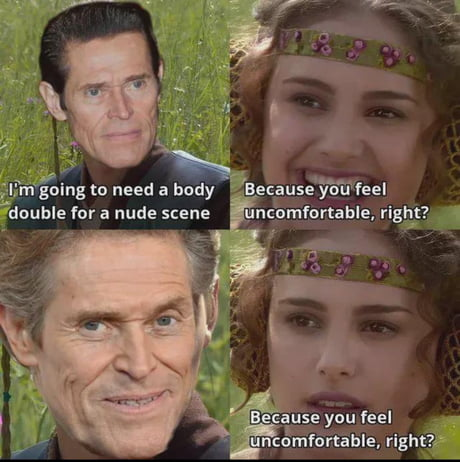 I'm going to need a body
double for a nude scene
Because you feel
uncomfortable, right?
Because you feel
uncomfortable, right?